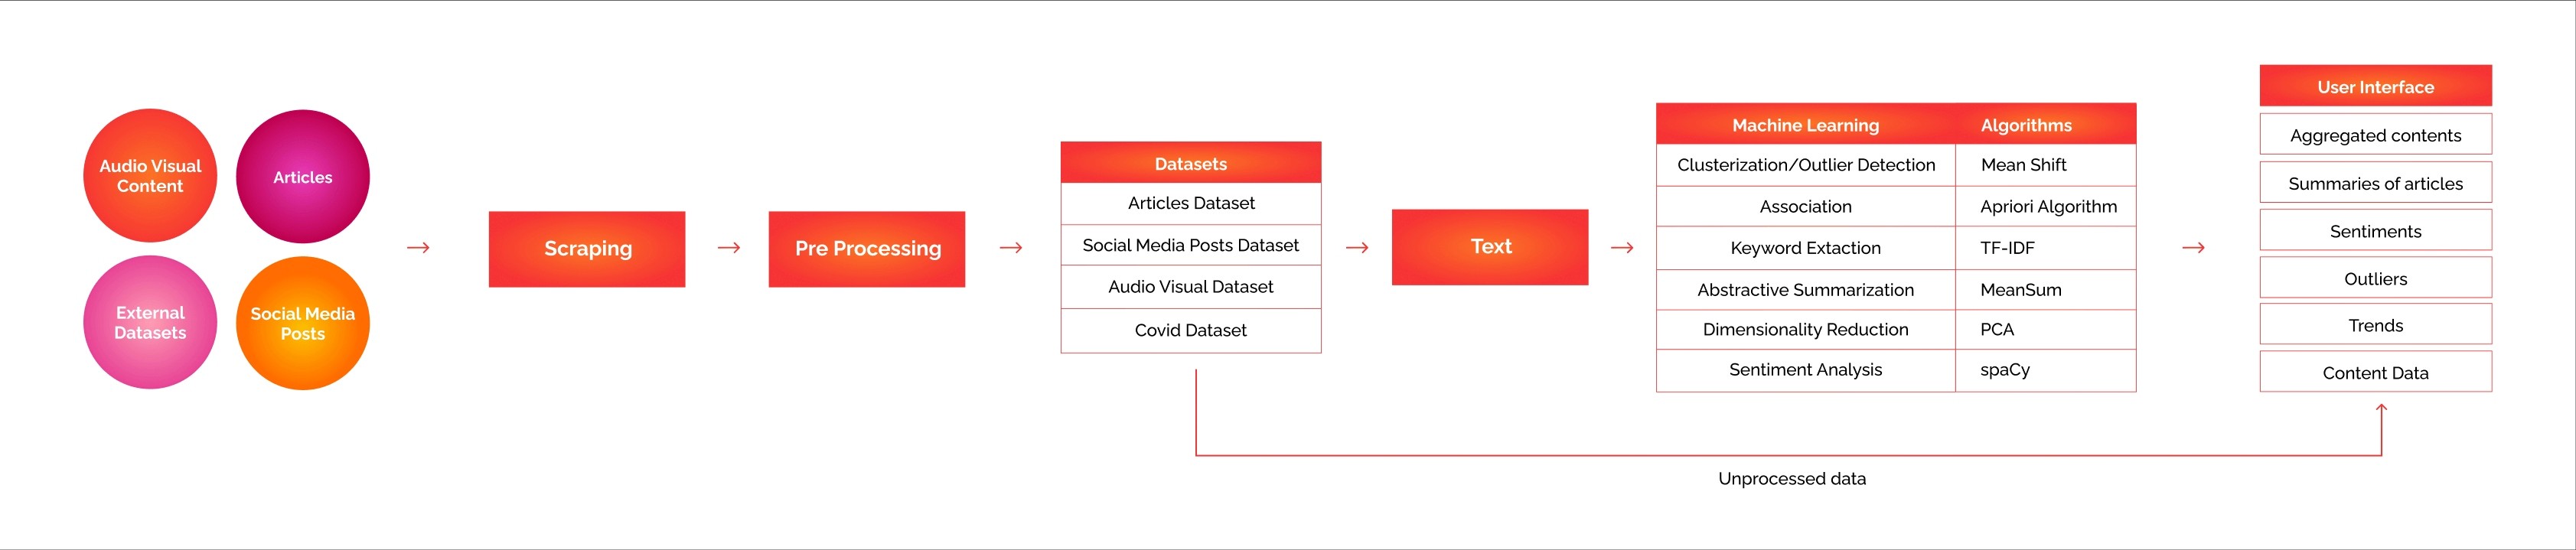 Audio Visual
Content
Articles
External
Datasets
Social Media
Posts
Scraping
Pre Processing
Datasets
Articles Dataset
Social Media Posts Dataset
Audio Visual Dataset
Covid Dataset
Text
Machine Learning Algorithms
Clusterization/Outlier Detection Mean Shift
Association Apriori Algorithm
Keyword Extaction TF-IDF
Abstractive Summarization MeanSum
Dimensionality Reduction PCA
Sentiment Analysis spaCy
User Interface
Aggregated contents
Summaries of articles
Sentiments
Outliers
Trends
Content Data
Unprocessed data